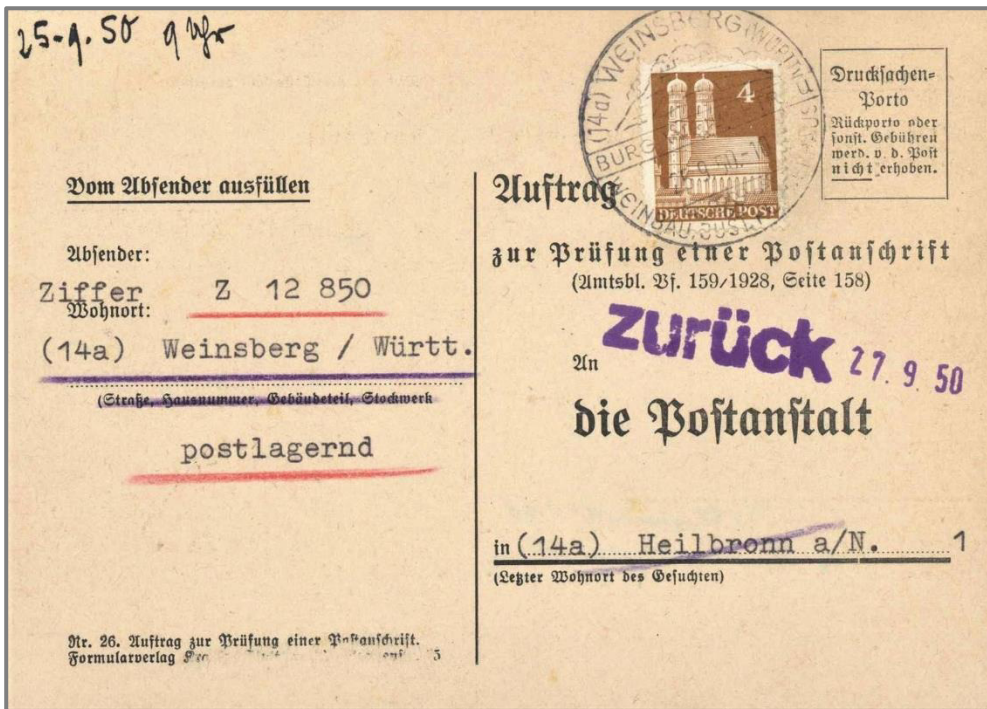 25-9.50 9 Uhr
(14a) WEINSBERG (WÜRTT)
BURG
WEINBAU
4
DEUTSCHE POST
Drucksachen-
Porto
Rückporto oder
sonst. Gebühren
werd. v. d. Post
nicht erhoben.
Vom Absender ausfüllen
Absender:
Ziffer Z 12 850
Wohnort:
(14a) Weinsberg / Württ.
(Straße, Hausnummer, Gebäudeteil, Stockwerk
postlagernd
Nr. 26. Auftrag zur Prüfung einer Postanschrift.
Formularverlag
Auftrag
zur Prüfung einer Postanschrift
(Amtsbl. Vf. 159/1928, Seite 158)
zurück 27. 9. 50
An
die Postanstalt
in (14a) Heilbronn a/N. 1
(Letzter Wohnort des Gesuchten)